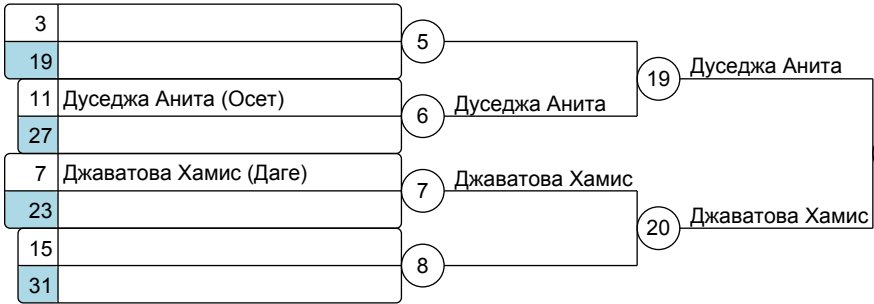 3
5
19
19 Дуседжа Анита
11 Дуседжа Анита (Осет)
6 Дуседжа Анита
27
7 Джаватова Хамис (Даге)
7 Джаватова Хамис
23
20 Джаватова Хамис
15
8
31